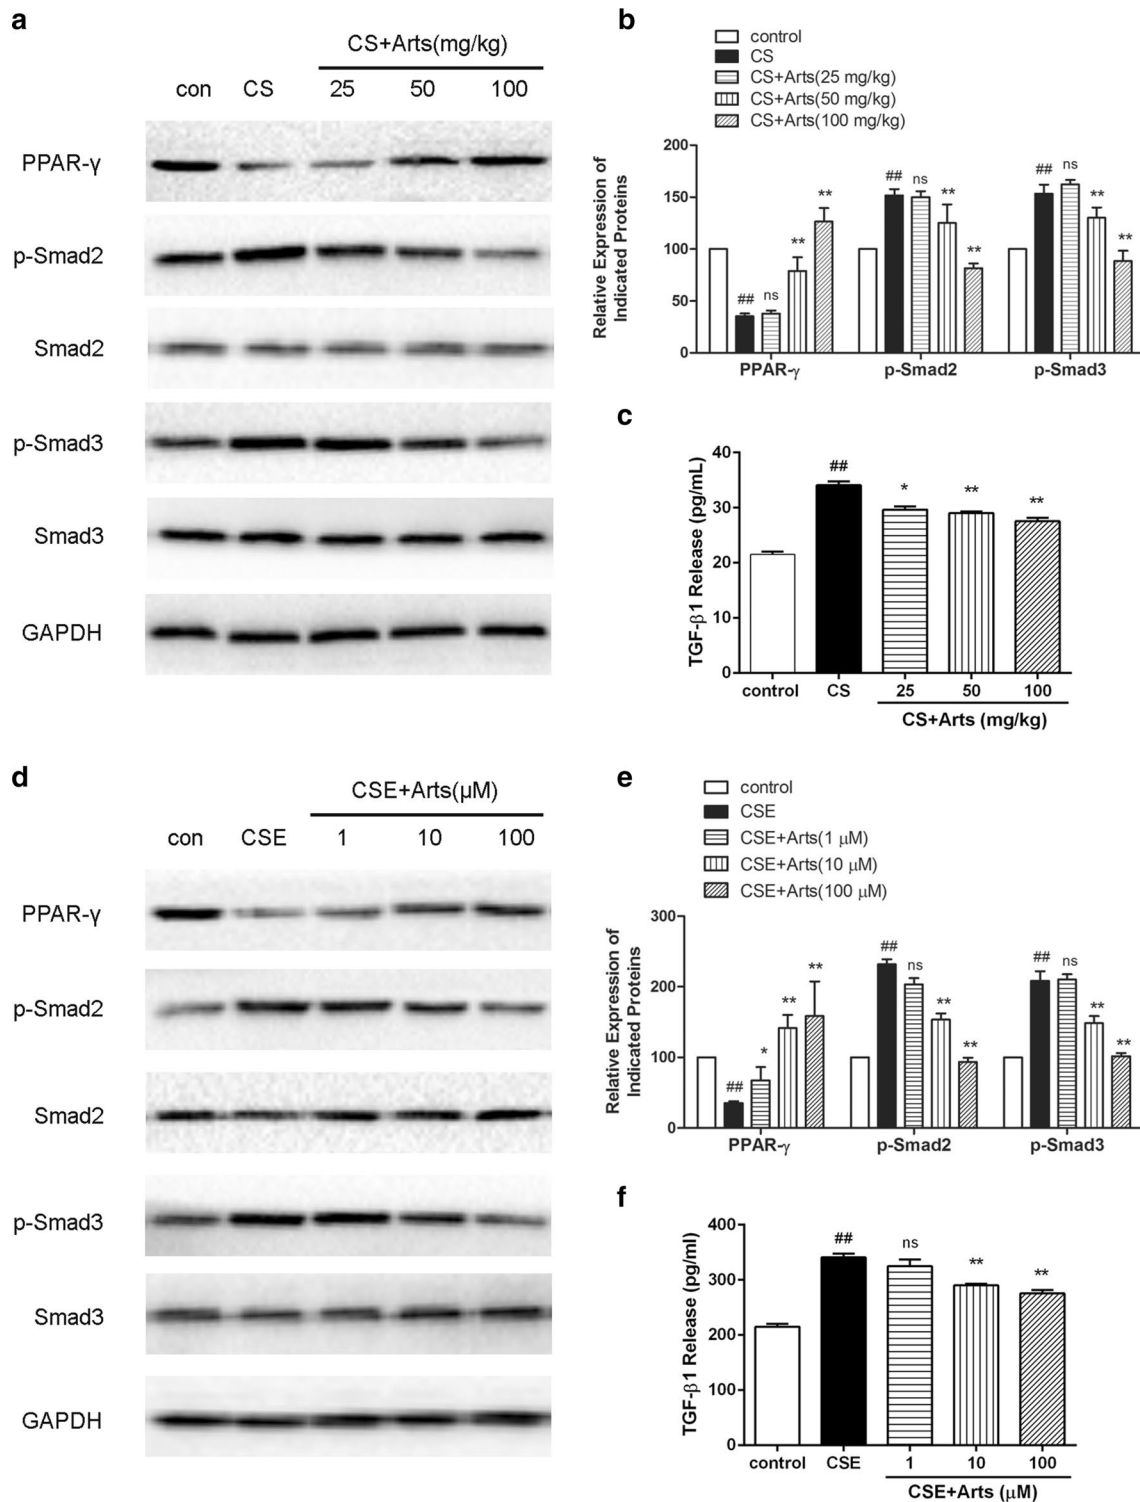 a
CS+Arts(mg/kg)
con CS 25 50 100
PPAR-γ
p-Smad2
Smad2
p-Smad3
Smad3
GAPDH
b
control
CS
CS+Arts(25 mg/kg)
CS+Arts(50 mg/kg)
CS+Arts(100 mg/kg)
Relative Expression of
Indicated Proteins
200
150
100
50
0
## ns ** **
## ns ** **
## ns ** **
PPAR-γ p-Smad2 p-Smad3
c
TGF-β1 Release (pg/mL)
40
30
20
10
0
## * ** **
control CS 25 50 100
CS+Arts (mg/kg)
d
CSE+Arts(μM)
con CSE 1 10 100
PPAR-γ
p-Smad2
Smad2
p-Smad3
Smad3
GAPDH
e
control
CSE
CSE+Arts(1 μM)
CSE+Arts(10 μM)
CSE+Arts(100 μM)
Relative Expression of
Indicated Proteins
300
200
100
0
## * ** **
## ns ** **
## ns ** **
PPAR-γ p-Smad2 p-Smad3
f
TGF-β1 Release (pg/ml)
400
300
200
100
0
## ns ** **
control CSE 1 10 100
CSE+Arts (μM)